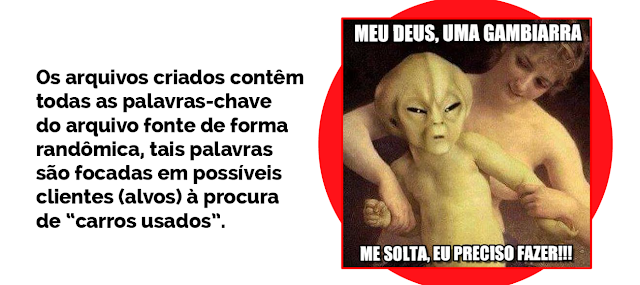 Os arquivos criados contêm
todas as palavras-chave
do arquivo fonte de forma
randômica, tais palavras
são focadas em possíveis
clientes (alvos) à procura
de “carros usados”.
MEU DEUS, UMA GAMBIARRA
ME SOLTA, EU PRECISO FAZER!!!